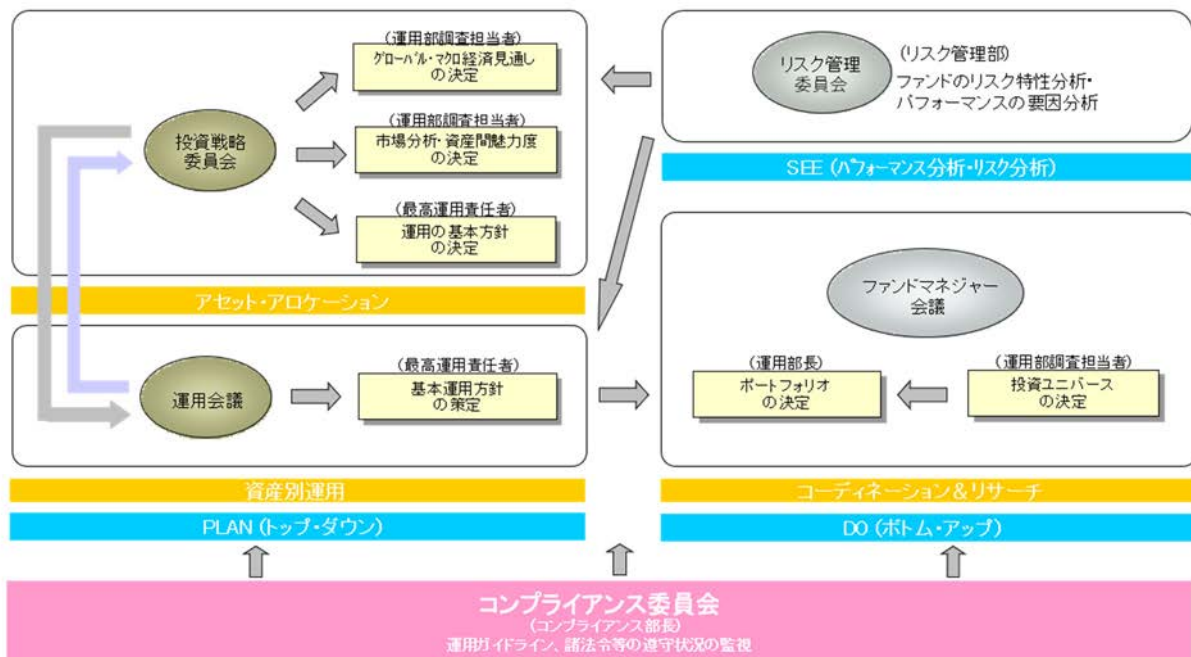 (運用部調査担当者)
グローバル・マクロ経済見通し
の決定
投資戦略
委員会
(運用部調査担当者)
市場分析・資産間魅力度
の決定
(最高運用責任者)
運用の基本方針
の決定
アセット・アロケーション
運用会議
(最高運用責任者)
基本運用方針
の策定
資産別運用
PLAN (トップ・ダウン)
リスク管理
委員会
(リスク管理部)
ファンドのリスク特性分析・
パフォーマンスの要因分析
SEE (パフォーマンス分析・リスク分析)
ファンドマネジャー
会議
(運用部長)
ポートフォリオ
の決定
(運用部調査担当者)
投資ユニバース
の決定
コーディネーション&リサーチ
DO (ボトム・アップ)
コンプライアンス委員会
(コンプライアンス部長)
運用ガイドライン、諸法令等の遵守状況の監視